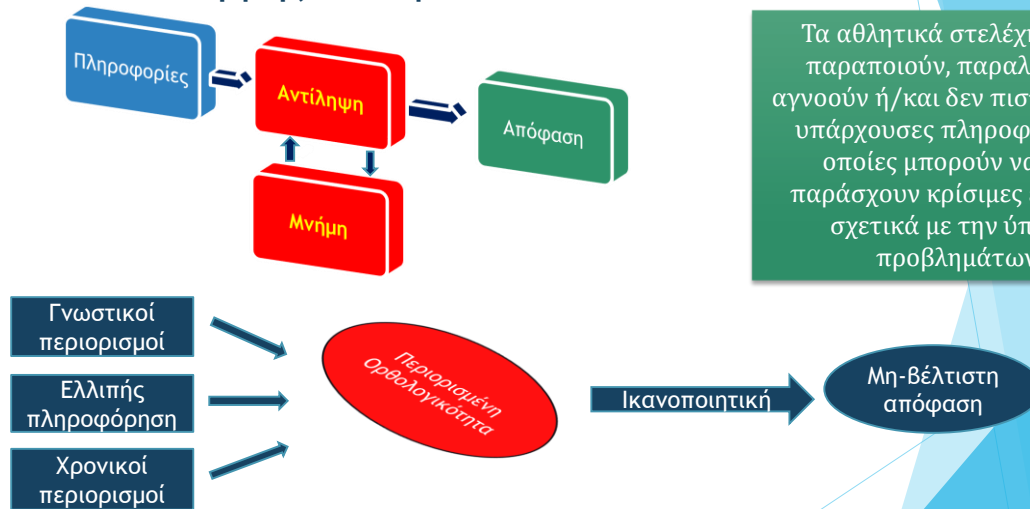 Πληροφορίες
Αντίληψη
Απόφαση
Μνήμη
Τα αθλητικά στελέχ
παραποιούν, παραλ
αγνοούν ή/και δεν πισ
υπάρχουσες πληροφ
οποίες μπορούν να
παράσχουν κρίσιμες
σχετικά με την ύπ
προβλημάτων
Γνωστικοί
περιορισμοί
Ελλιπής
πληροφόρηση
Χρονικοί
περιορισμοί
Περιορισμένη
Ορθολογικότητα
Ικανοποιητική
Μη-βέλτιστη
απόφαση